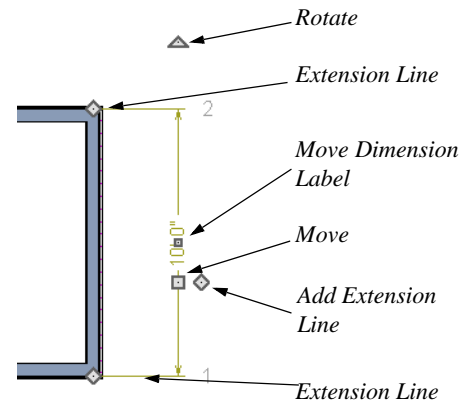 Rotate
Extension Line
2
Move Dimension
Label
10'-0"
Move
Add Extension
Line
1
Extension Line